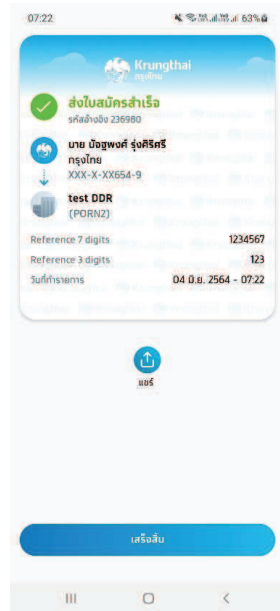 07:22
63%
Krungthai
กรุงไทย
ส่งใบสมัครสำเร็จ
รหัสอ้างอิง 236980
นาย นัฐพงศ์ รุ่งศิริศรี
กรุงไทย
XXX-X-XX654-9
test DDR
(PORN2)
Reference 7 digits 1234567
Reference 3 digits 123
วันที่ทำรายการ 04 มิ.ย. 2564 - 07:22
แชร์
เสร็จสิ้น